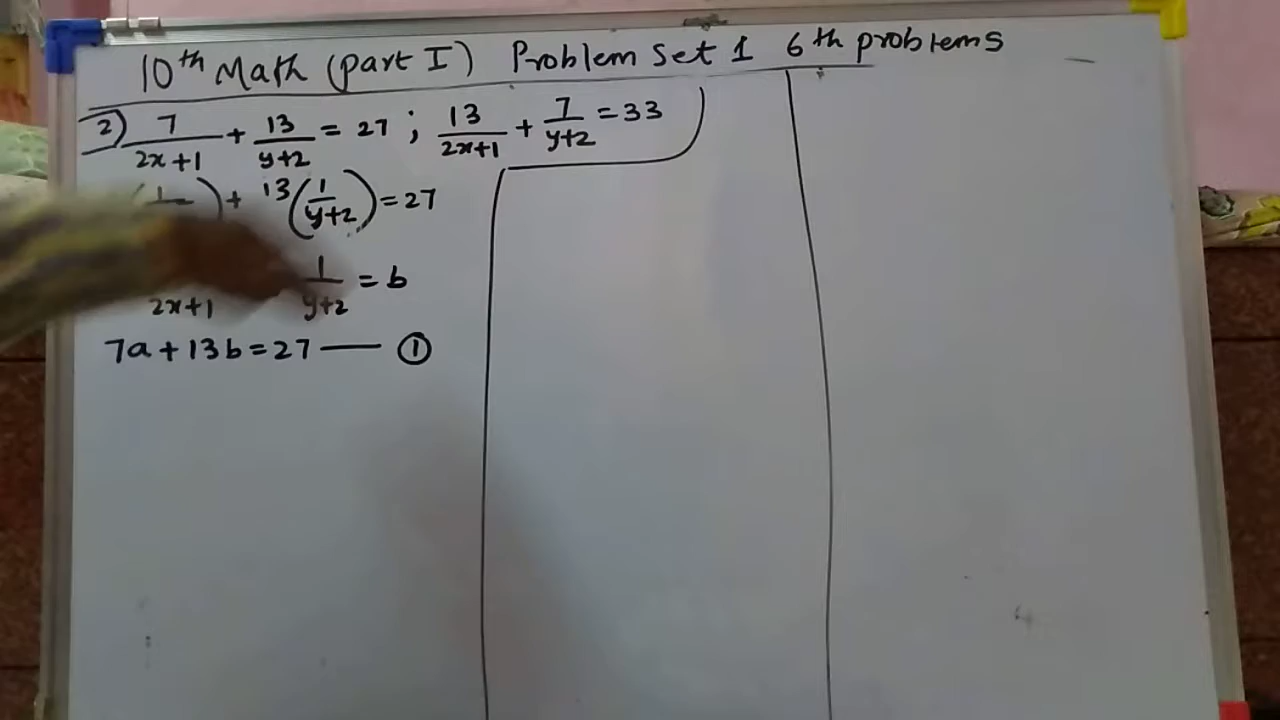 10th Math (part I) Problem Set 1 6th problems
2) 7/(2x+1) + 13/(y+2) = 27 ; 13/(2x+1) + 7/(y+2) = 33
) + 13(1/(y+2)) = 27
2x+1 1/(y+2) = b
7a + 13b = 27 — ①